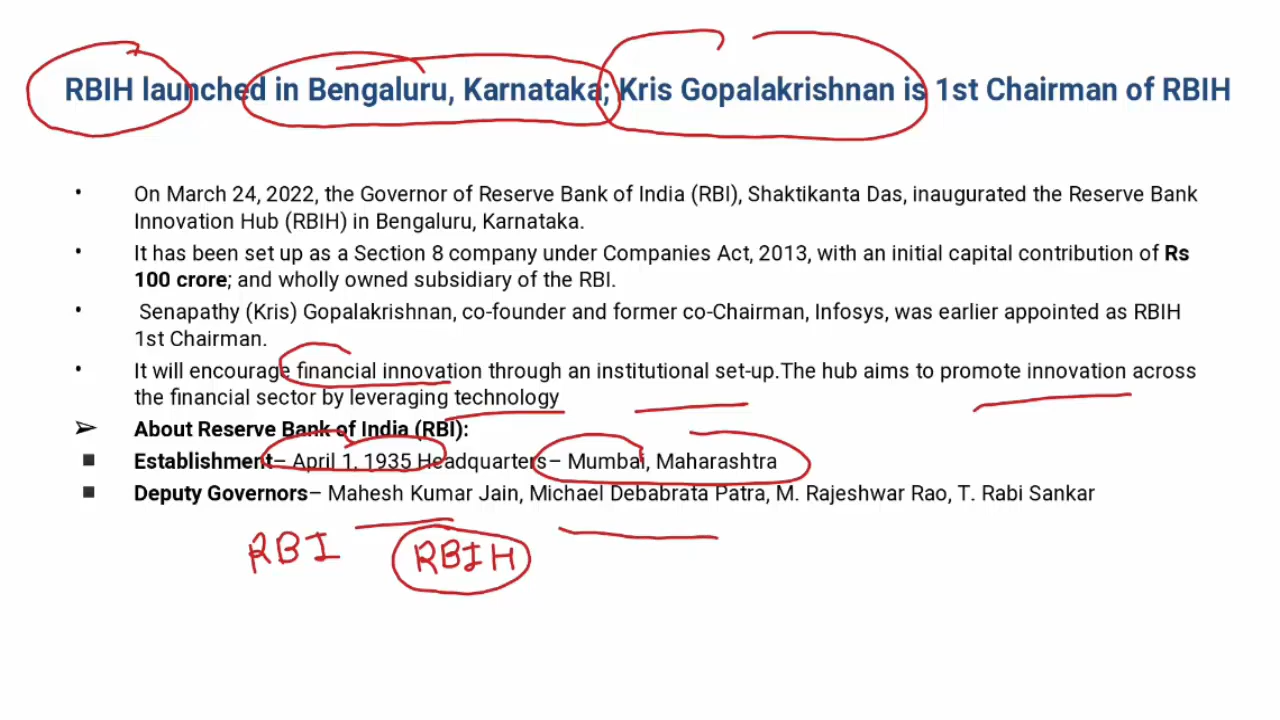 RBIH launched in Bengaluru, Karnataka; Kris Gopalakrishnan is 1st Chairman of RBIH
• On March 24, 2022, the Governor of Reserve Bank of India (RBI), Shaktikanta Das, inaugurated the Reserve Bank
Innovation Hub (RBIH) in Bengaluru, Karnataka.
• It has been set up as a Section 8 company under Companies Act, 2013, with an initial capital contribution of Rs
100 crore; and wholly owned subsidiary of the RBI.
• Senapathy (Kris) Gopalakrishnan, co-founder and former co-Chairman, Infosys, was earlier appointed as RBIH
1st Chairman.
• It will encourage financial innovation through an institutional set-up.The hub aims to promote innovation across
the financial sector by leveraging technology
➢ About Reserve Bank of India (RBI):
■ Establishment– April 1, 1935 Headquarters– Mumbai, Maharashtra
■ Deputy Governors– Mahesh Kumar Jain, Michael Debabrata Patra, M. Rajeshwar Rao, T. Rabi Sankar
RBI RBIH